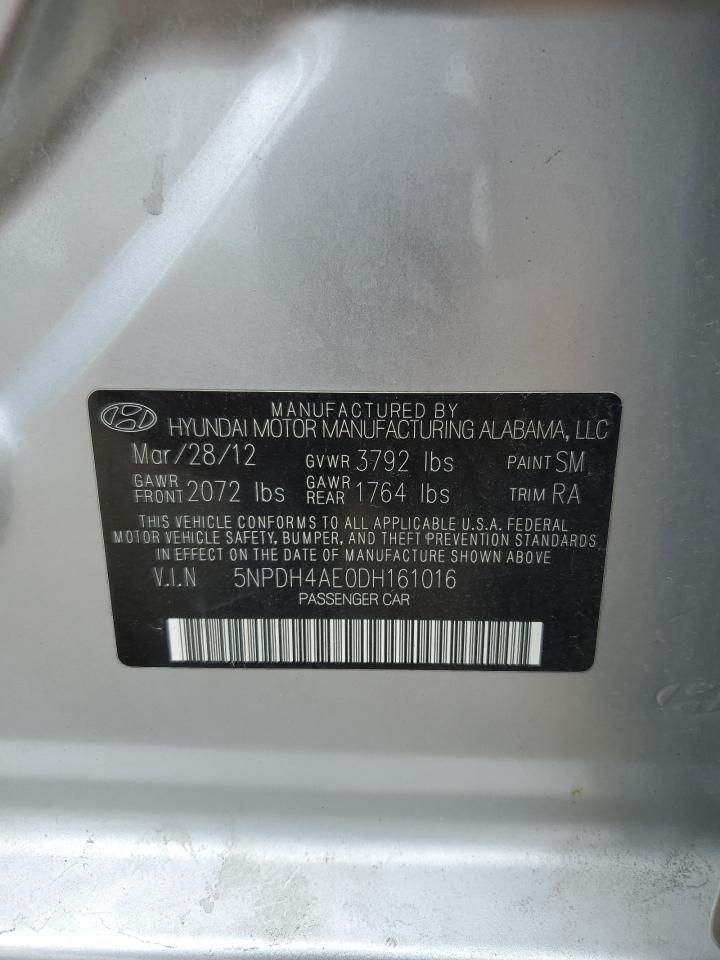 MANUFACTURED BY
HYUNDAI MOTOR MANUFACTURING ALABAMA, LLC
Mar/28/12 GVWR 3792 lbs PAINT SM
GAWR FRONT 2072 lbs GAWR REAR 1764 lbs TRIM RA
THIS VEHICLE CONFORMS TO ALL APPLICABLE U.S.A. FEDERAL
MOTOR VEHICLE SAFETY, BUMPER, AND THEFT PREVENTION STANDARDS
IN EFFECT ON THE DATE OF MANUFACTURE SHOWN ABOVE
V.I.N 5NPDH4AE0DH161016
PASSENGER CAR